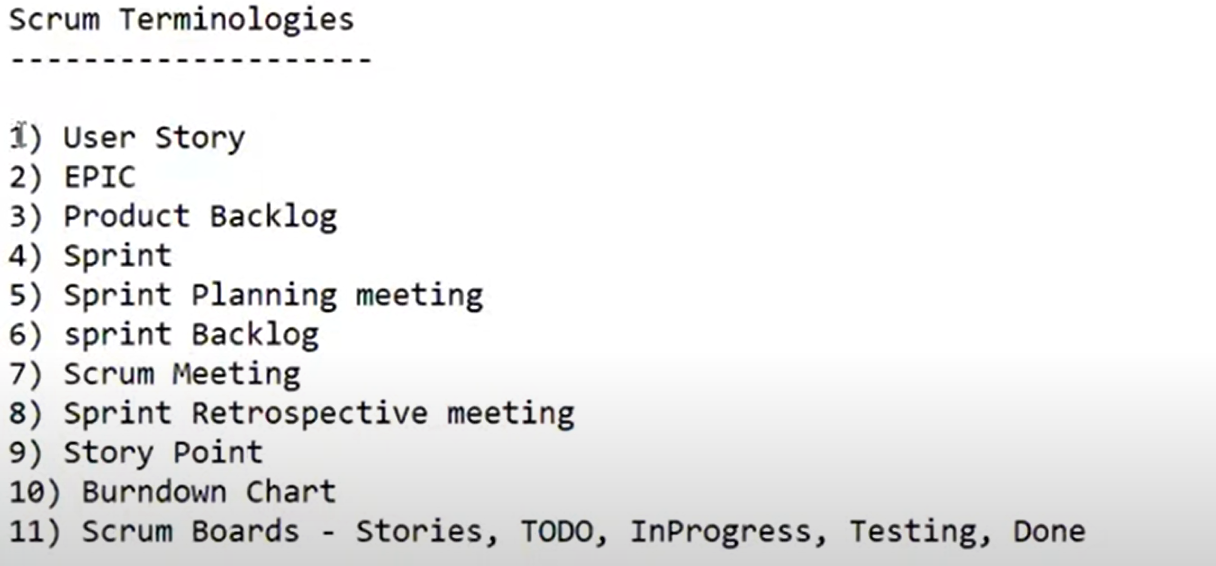 Scrum Terminologies
--------------------
1) User Story
2) EPIC
3) Product Backlog
4) Sprint
5) Sprint Planning meeting
6) sprint Backlog
7) Scrum Meeting
8) Sprint Retrospective meeting
9) Story Point
10) Burndown Chart
11) Scrum Boards - Stories, TODO, InProgress, Testing, Done